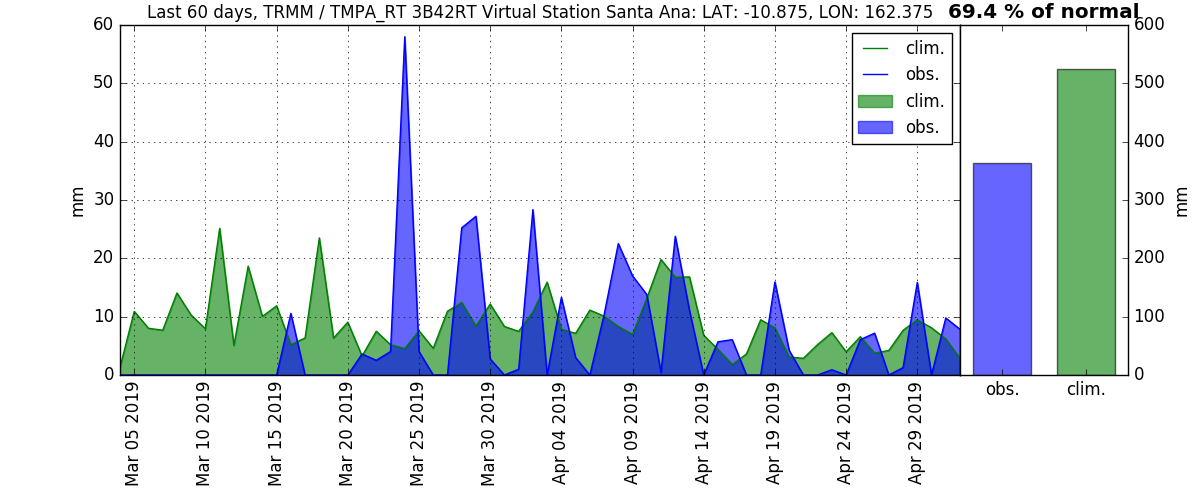 Last 60 days, TRMM / TMPA_RT 3B42RT Virtual Station Santa Ana: LAT: -10.875, LON: 162.375
69.4 % of normal
60
50
40
30
20
10
0
mm
clim.
obs.
clim.
obs.
600
500
400
300
200
100
0
mm
obs.
clim.
Mar 05 2019
Mar 10 2019
Mar 15 2019
Mar 20 2019
Mar 25 2019
Mar 30 2019
Apr 04 2019
Apr 09 2019
Apr 14 2019
Apr 19 2019
Apr 24 2019
Apr 29 2019